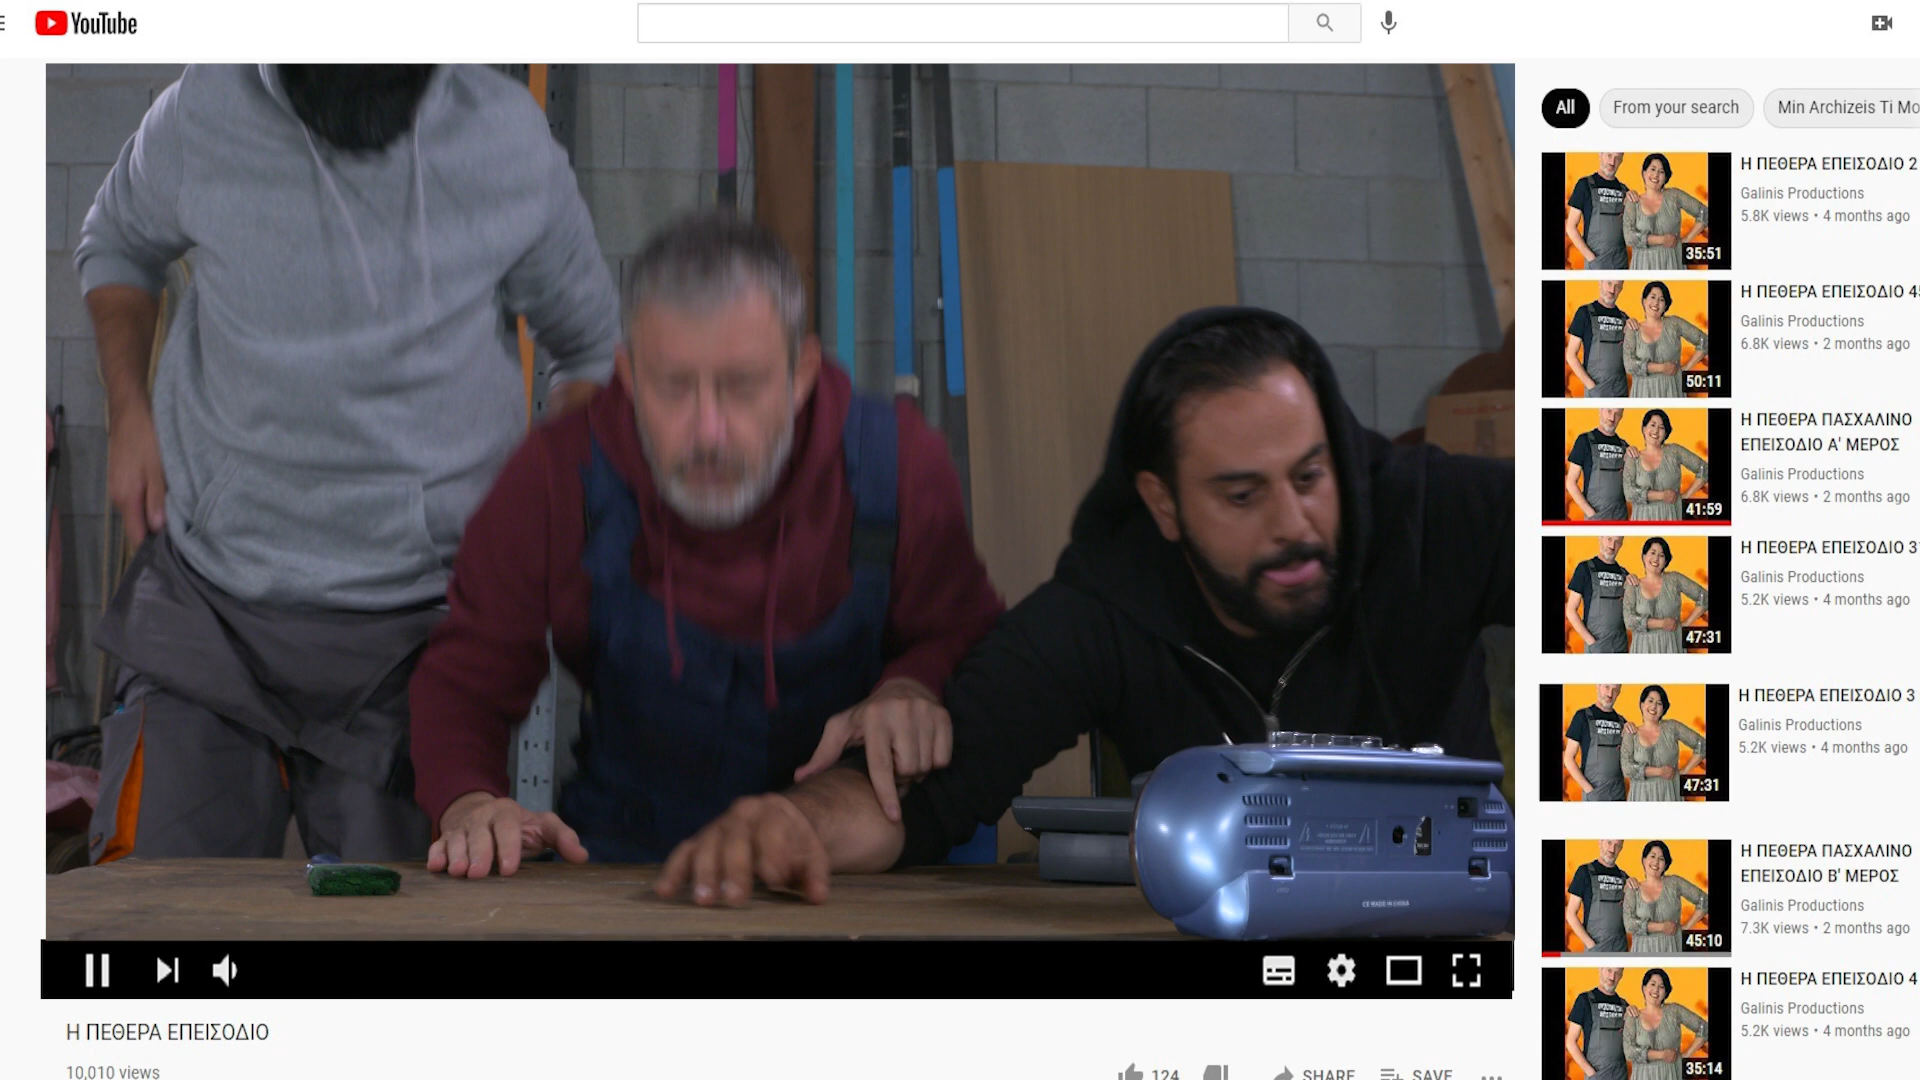 YouTube
All
From your search
Min Archizeis Ti Mo
Η ΠΕΘΕΡΑ ΕΠΕΙΣΟΔΙΟ 2
Galinis Productions
5.8K views • 4 months ago
35:51
Η ΠΕΘΕΡΑ ΕΠΕΙΣΟΔΙΟ 45
Galinis Productions
6.8K views • 2 months ago
50:11
Η ΠΕΘΕΡΑ ΠΑΣΧΑΛΙΝΟ
ΕΠΕΙΣΟΔΙΟ Α' ΜΕΡΟΣ
Galinis Productions
6.8K views • 2 months ago
41:59
Η ΠΕΘΕΡΑ ΕΠΕΙΣΟΔΙΟ 3
Galinis Productions
5.2K views • 4 months ago
47:31
Η ΠΕΘΕΡΑ ΕΠΕΙΣΟΔΙΟ 3
Galinis Productions
5.2K views • 4 months ago
47:31
Η ΠΕΘΕΡΑ ΠΑΣΧΑΛΙΝΟ
ΕΠΕΙΣΟΔΙΟ Β' ΜΕΡΟΣ
Galinis Productions
7.3K views • 2 months ago
45:10
Η ΠΕΘΕΡΑ ΕΠΕΙΣΟΔΙΟ 4
Galinis Productions
5.2K views • 4 months ago
35:14
CE MADE IN CHINA
Η ΠΕΘΕΡΑ ΕΠΕΙΣΟΔΙΟ
10,010 views
124
SHARE
SAVE